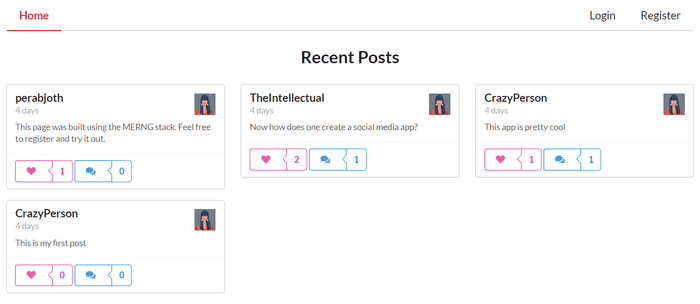 Home
Login
Register
Recent Posts
perabjoth
4 days
This page was built using the MERNG stack. Feel free
to register and try it out.
1
0
TheIntellectual
4 days
Now how does one create a social media app?
2
1
CrazyPerson
4 days
This app is pretty cool
1
1
CrazyPerson
4 days
This is my first post
0
0